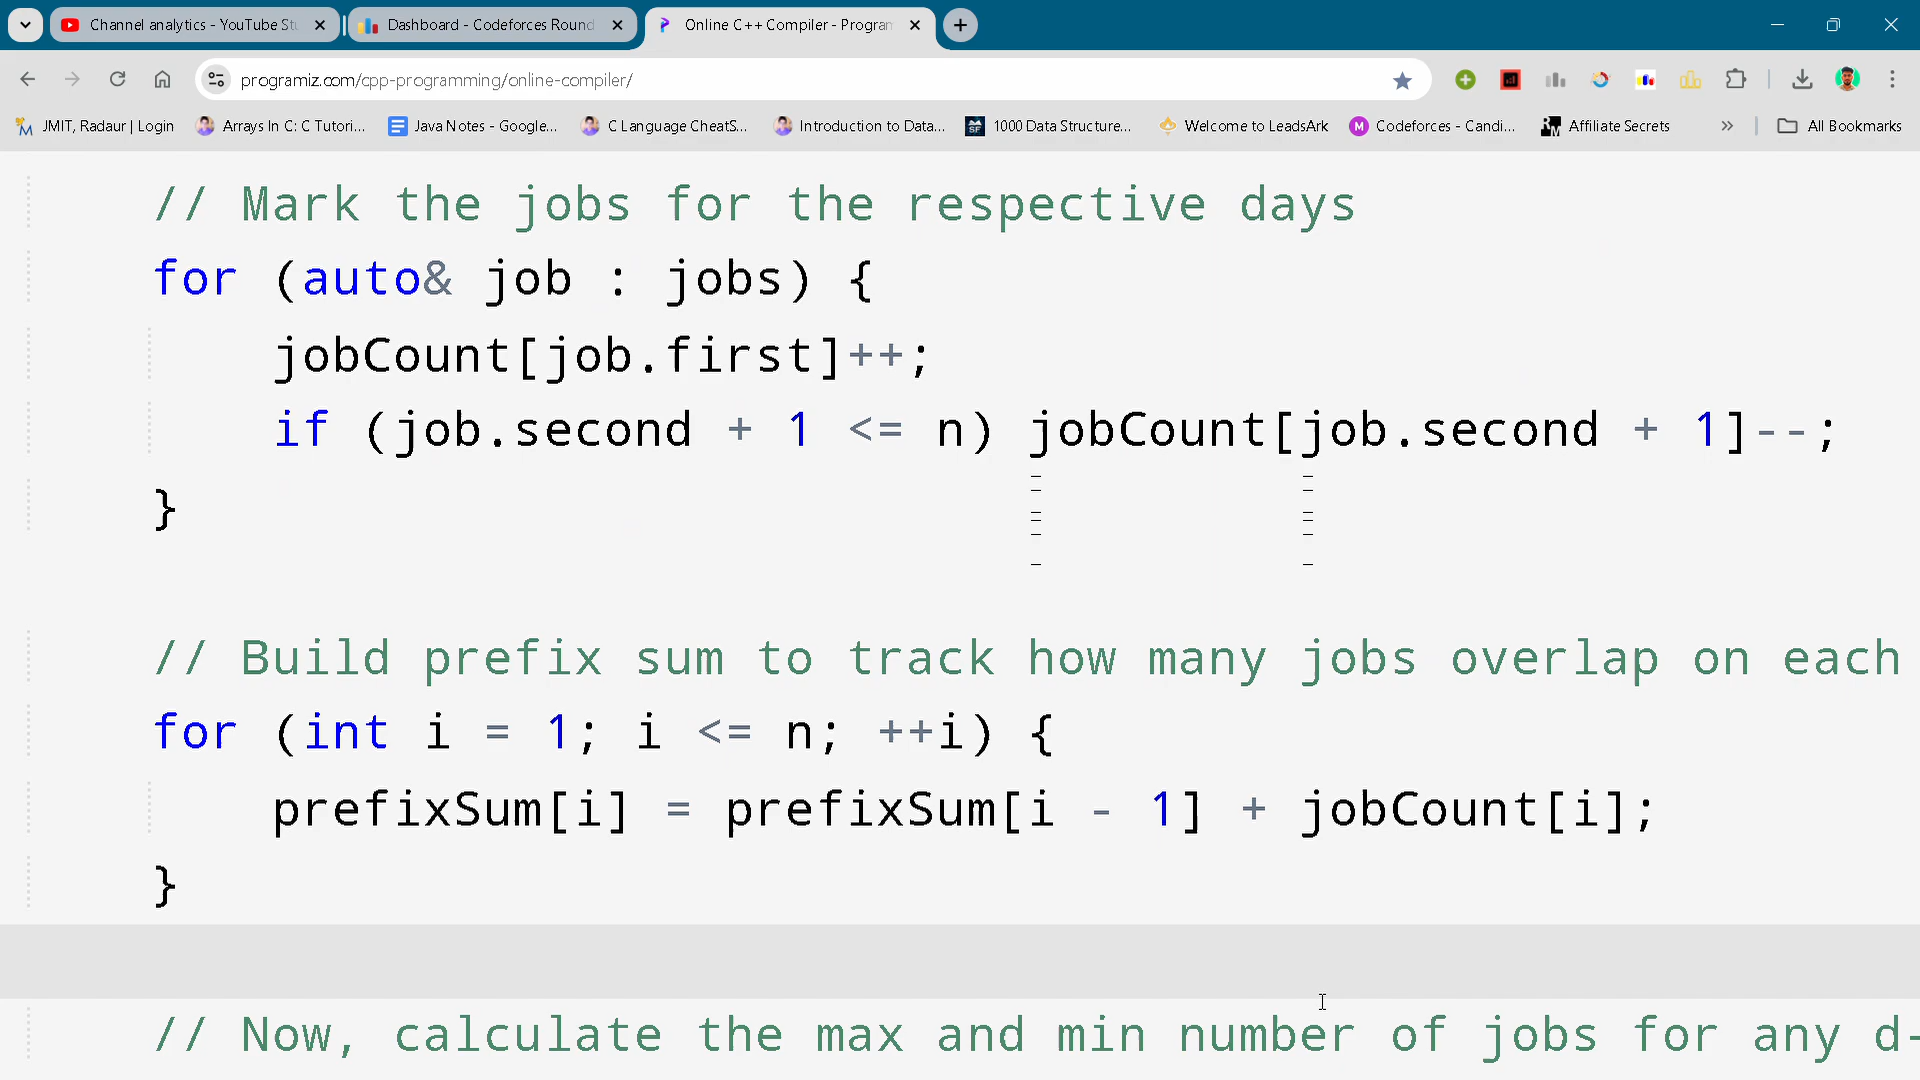 Channel analytics - YouTube Stu
Dashboard - Codeforces Round
Online C++ Compiler - Program
programiz.com/cpp-programming/online-compiler/
JMIT, Radaur | Login
Arrays In C: C Tutori...
Java Notes - Google...
C Language CheatS...
Introduction to Data...
1000 Data Structure...
Welcome to LeadsArk
Codeforces - Candi...
Affiliate Secrets
All Bookmarks
// Mark the jobs for the respective days
for (auto& job : jobs) {
jobCount[job.first]++;
if (job.second + 1 <= n) jobCount[job.second + 1]--;
}
// Build prefix sum to track how many jobs overlap on each
for (int i = 1; i <= n; ++i) {
prefixSum[i] = prefixSum[i - 1] + jobCount[i];
}
// Now, calculate the max and min number of jobs for any d-